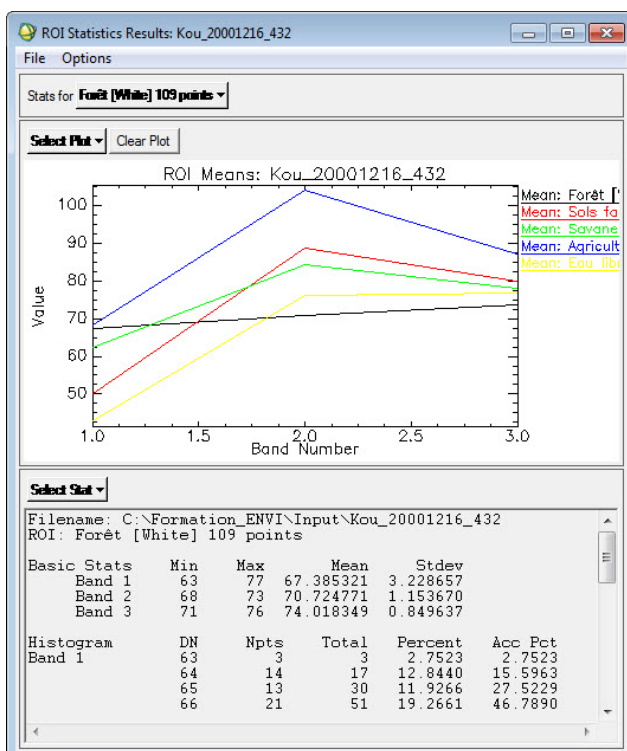 ROI Statistics Results: Kou_20001216_432
File Options
Stats for Forêt [White] 109 points
Select Plot Clear Plot
ROI Means: Kou_20001216_432
Mean: Forêt ["
Mean: Sols fa
Mean: Savane
Mean: Agricult
Mean: Eau lib
100
90
80
70
60
50
Value
1.0 1.5 2.0 2.5 3.0
Band Number
Select Stat
Filename: C:\Formation_ENVI\Input\Kou_20001216_432
ROI: Forêt [White] 109 points
Basic Stats Min Max Mean Stdev
Band 1 63 77 67.385321 3.228657
Band 2 68 73 70.724771 1.153670
Band 3 71 76 74.018349 0.849637
Histogram DN Npts Total Percent Acc Pct
Band 1 63 3 3 2.7523 2.7523
64 14 17 12.8440 15.5963
65 13 30 11.9266 27.5229
66 21 51 19.2661 46.7890